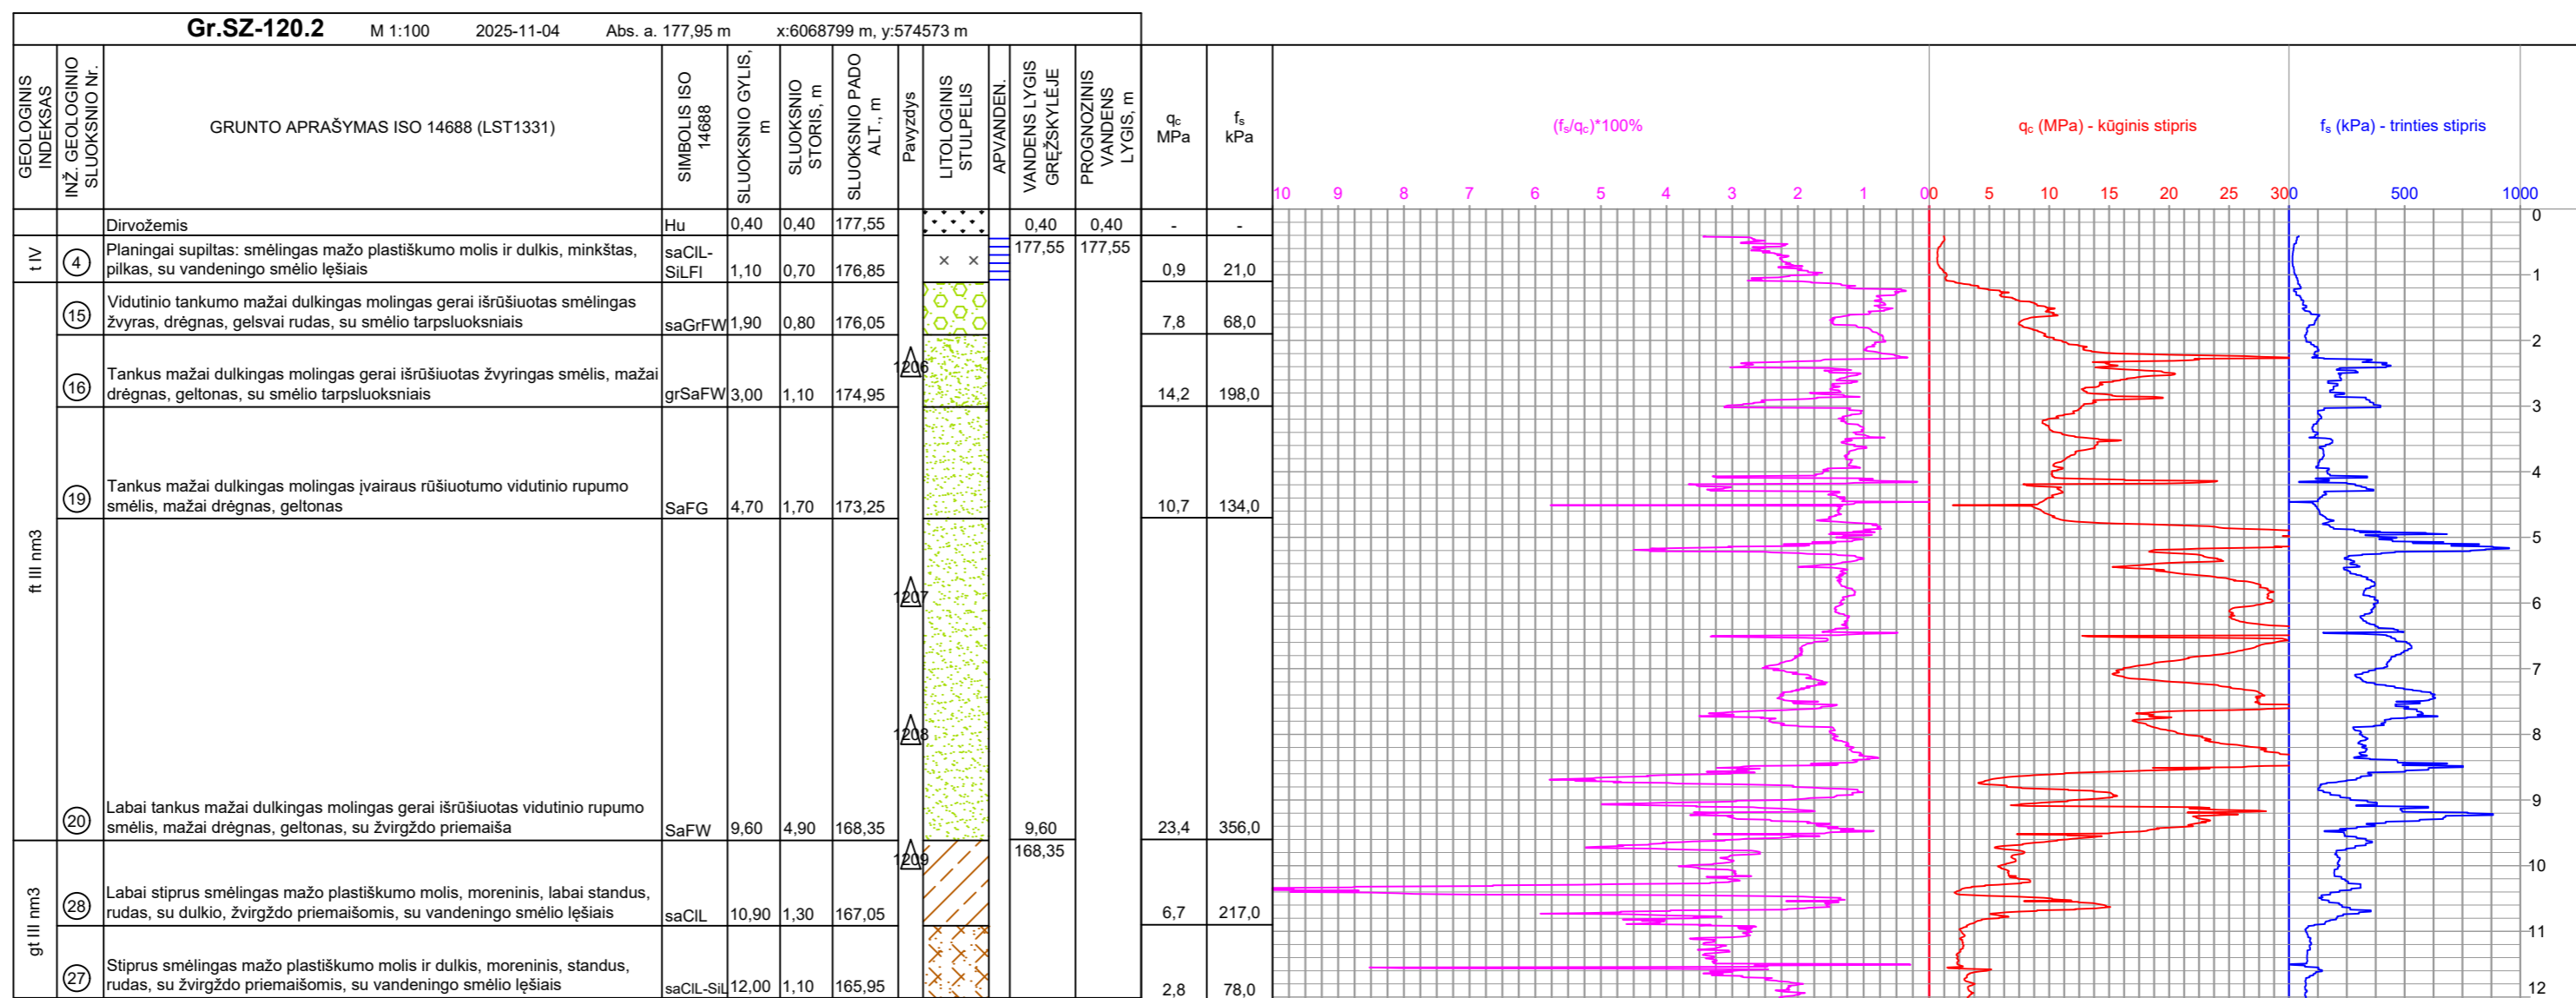 Gr.SZ-120.2 M 1:100 2025-11-04 Abs. a. 177,95 m x:6068799 m, y:574573 m
GEOLOGINIS
INDEKSAS
INŽ. GEOLOGINIO
SLUOKSNIO Nr.
GRUNTO APRAŠYMAS ISO 14688 (LST1331)
SIMBOLIS ISO
14688
SLUOKSNIO GYLIS,
m
SLUOKSNIO
STORIS, m
SLUOKSNIO PADO
ALT., m
Pavyzdys
LITOLOGINIS
STULPELIS
APVANDEN.
VANDENS LYGIS
GRĘŽSKYLĖJE
PROGNOZINIS
VANDENS
LYGIS, m
qc
MPa
fs
kPa
(fs/qc)*100%
qc (MPa) - kūginis stipris
fs (kPa) - trinties stipris
10 9 8 7 6 5 4 3 2 1 0
0 5 10 15 20 25 30
0 500 1000
Dirvožemis Hu 0,40 0,40 177,55 0,40 0,40 - -
t IV
4
Planingai supiltas: smėlingas mažo plastiškumo molis ir dulkis, minkštas,
pilkas, su vandeningo smėlio lęšiais
saClL-
SiLFl 1,10 0,70 176,85
177,55 177,55
0,9 21,0
15
Vidutinio tankumo mažai dulkingas molingas gerai išrūšiuotas smėlingas
žvyras, drėgnas, gelsvai rudas, su smėlio tarpsluoksniais
saGrFW 1,90 0,80 176,05 7,8 68,0
16
Tankus mažai dulkingas molingas gerai išrūšiuotas žvyringas smėlis, mažai
drėgnas, geltonas, su smėlio tarpsluoksniais
grSaFW 3,00 1,10 174,95 14,2 198,0
1206
ft III nm3
19
Tankus mažai dulkingas molingas įvairaus rūšiuotumo vidutinio rupumo
smėlis, mažai drėgnas, geltonas
SaFG 4,70 1,70 173,25 10,7 134,0
1207
1208
20
Labai tankus mažai dulkingas molingas gerai išrūšiuotas vidutinio rupumo
smėlis, mažai drėgnas, geltonas, su žvirgždo priemaiša
SaFW 9,60 4,90 168,35 9,60 23,4 356,0
168,35
1209
gt III nm3
28
Labai stiprus smėlingas mažo plastiškumo molis, moreninis, labai standus,
rudas, su dulkio, žvirgždo priemaišomis, su vandeningo smėlio lęšiais
saClL 10,90 1,30 167,05 6,7 217,0
27
Stiprus smėlingas mažo plastiškumo molis ir dulkis, moreninis, standus,
rudas, su žvirgždo priemaišomis, su vandeningo smėlio lęšiais
saClL-SiL 12,00 1,10 165,95 2,8 78,0
0
1
2
3
4
5
6
7
8
9
10
11
12